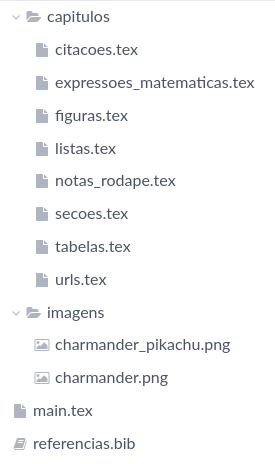 capitulos
citacoes.tex
expressoes_matematicas.tex
figuras.tex
listas.tex
notas_rodape.tex
secoes.tex
tabelas.tex
urls.tex
imagens
charmander_pikachu.png
charmander.png
main.tex
referencias.bib